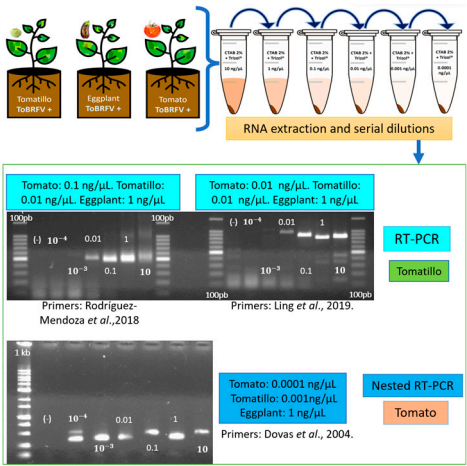 Tomatillo
ToBRFV +
Eggplant
ToBRFV +
Tomato
ToBRFV +
CTAB 2%
+ Trizol®
10 ng/µL
CTAB 2%
+ Trizol®
1 ng/µL
CTAB 2% +
Trizol®
0.1 ng/µL
CTAB 2% +
Trizol®
0.01 ng/µL
CTAB 2% +
Trizol®
0.001 ng/µL
CTAB 2% +
Trizol®
0.0001
ng/µL
RNA extraction and serial dilutions
Tomato: 0.1 ng/µL. Tomatillo:
0.01 ng/µL. Eggplant: 1 ng/µL
Tomato: 0.01 ng/µL. Tomatillo:
0.01 ng/µL. Eggplant: 1 ng/µL
100pb
(-)
10⁻⁴
10⁻³
0.01
0.1
1
10
100pb
(-)
10⁻⁴
10⁻³
0.01
0.1
1
10
100pb
100pb
RT-PCR
Tomatillo
Primers: Rodríguez-
Mendoza et al.,2018
Primers: Ling et al., 2019.
1 kb
(-)
10⁻⁴
10⁻³
0.01
0.1
1
10
Tomato: 0.0001 ng/µL
Tomatillo: 0.001ng/µL
Eggplant: 1 ng/µL
Primers: Dovas et al., 2004.
Nested RT-PCR
Tomato